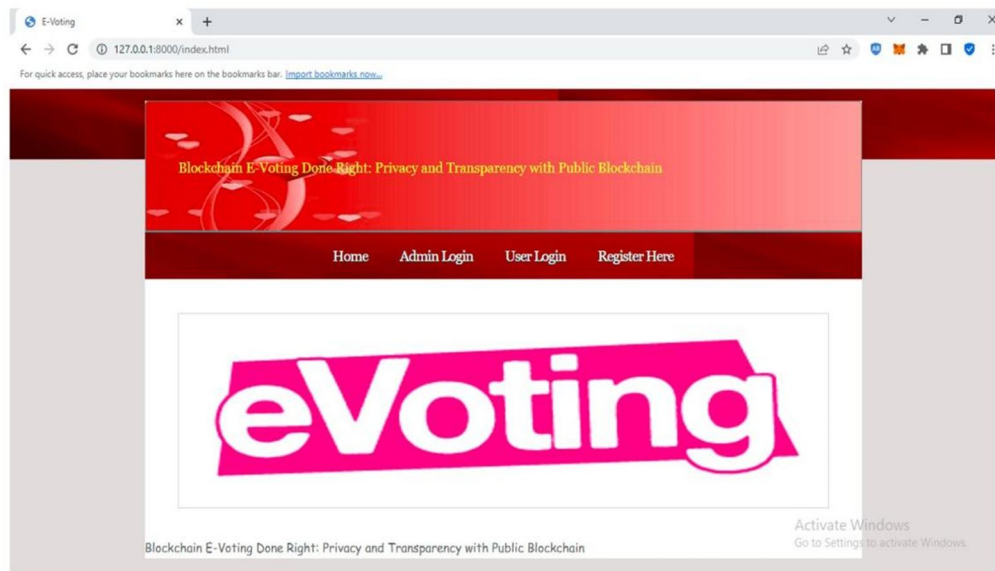 E-Voting
127.0.0.1:8000/index.html
For quick access, place your bookmarks here on the bookmarks bar. Import bookmarks now...
Blockchain E-Voting Done Right: Privacy and Transparency with Public Blockchain
Home Admin Login User Login Register Here
eVoting
Blockchain E-Voting Done Right: Privacy and Transparency with Public Blockchain
Activate Windows
Go to Settings to activate Windows.